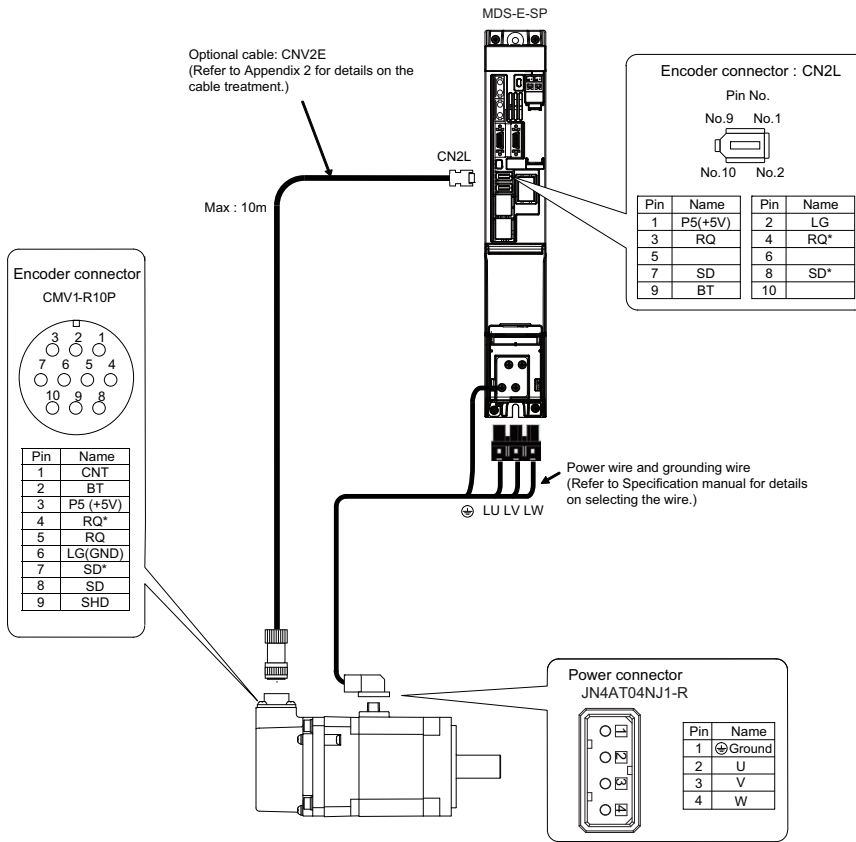 MDS-E-SP
Optional cable: CNV2E
(Refer to Appendix 2 for details on the
cable treatment.)
CN2L
Max : 10m
Encoder connector : CN2L
Pin No.
No.9 No.1
No.10 No.2
Pin Name Pin Name
1 P5(+5V) 2 LG
3 RQ 4 RQ*
5 6
7 SD 8 SD*
9 BT 10
Encoder connector
CMV1-R10P
3 2 1
7 6 5 4
10 9 8
Pin Name
1 CNT
2 BT
3 P5 (+5V)
4 RQ*
5 RQ
6 LG(GND)
7 SD*
8 SD
9 SHD
Power wire and grounding wire
(Refer to Specification manual for details
on selecting the wire.)
LU LV LW
Power connector
JN4AT04NJ1-R
1
2
3
4
Pin Name
1 Ground
2 U
3 V
4 W